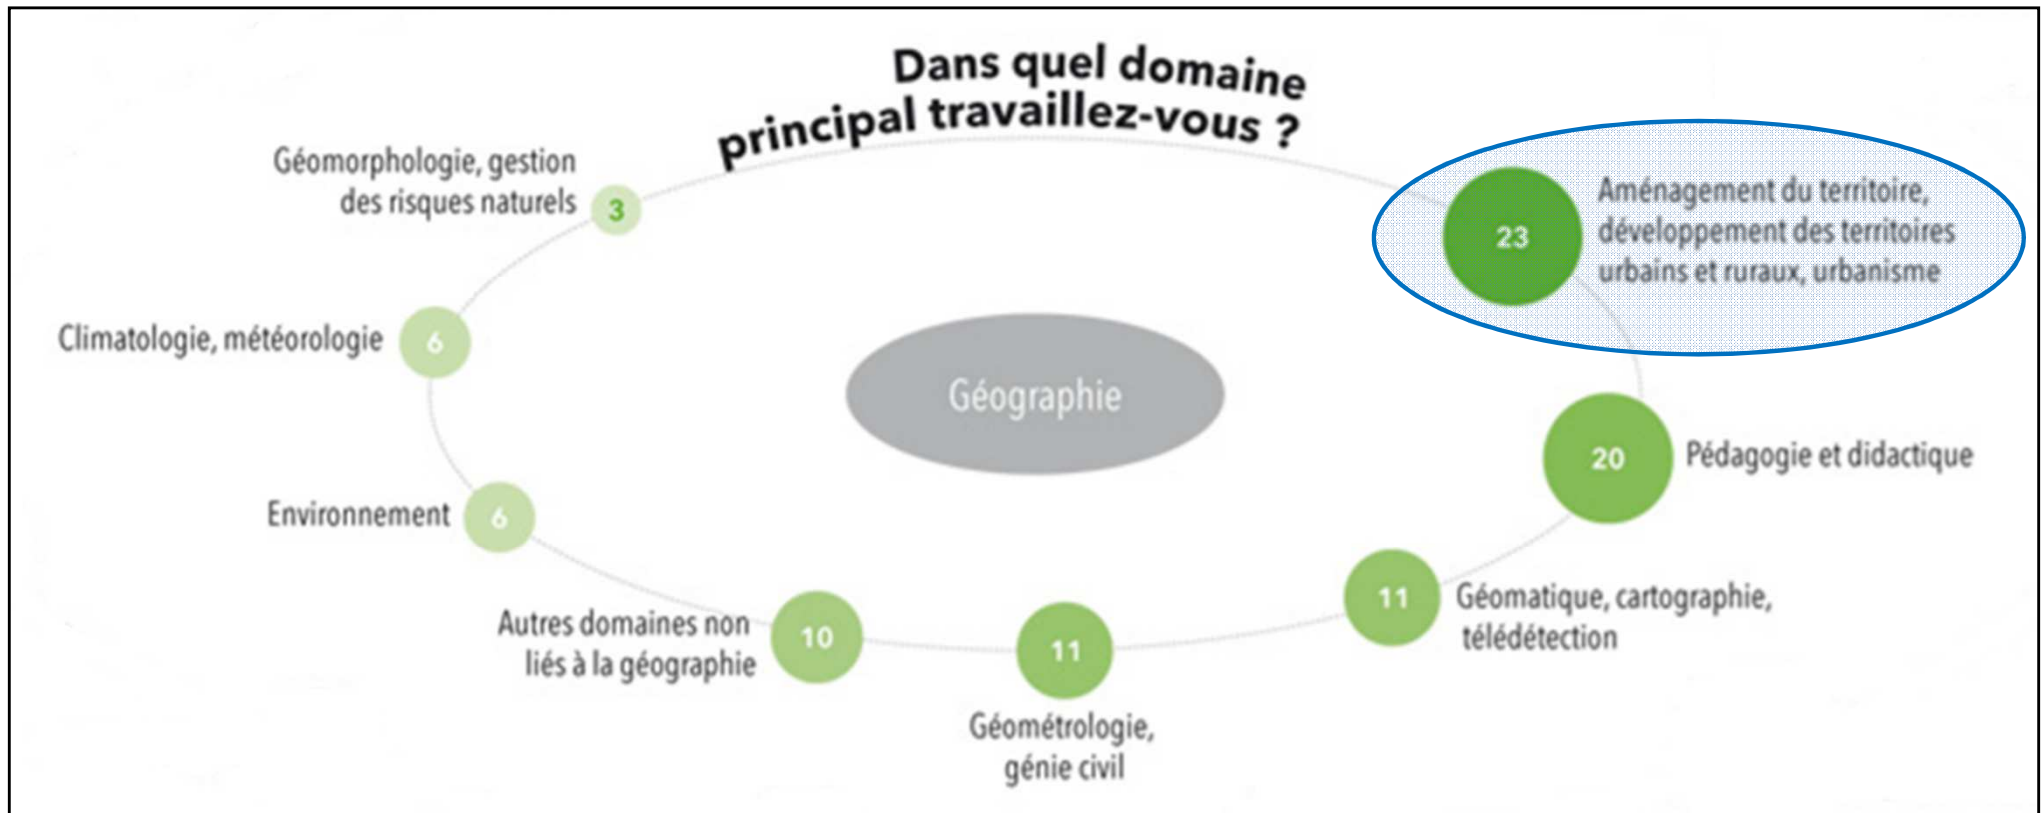 Dans quel domaine
principal travaillez-vous ?
Géomorphologie, gestion
des risques naturels
3
23
Aménagement du territoire,
développement des territoires
urbains et ruraux, urbanisme
Climatologie, météorologie
6
Géographie
20
Pédagogie et didactique
Environnement
6
11
Géomatique, cartographie,
télédétection
Autres domaines non
liés à la géographie
10
11
Géométrologie,
génie civil